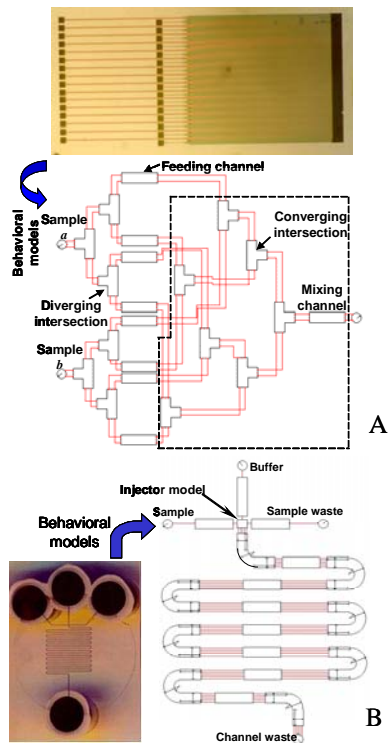 Behavioral
models
Feeding channel
Sample
a
Converging
intersection
Diverging
intersection
Mixing
channel
Sample
b
A
Buffer
Injector model
Sample
Sample waste
Behavioral
models
B
Channel waste